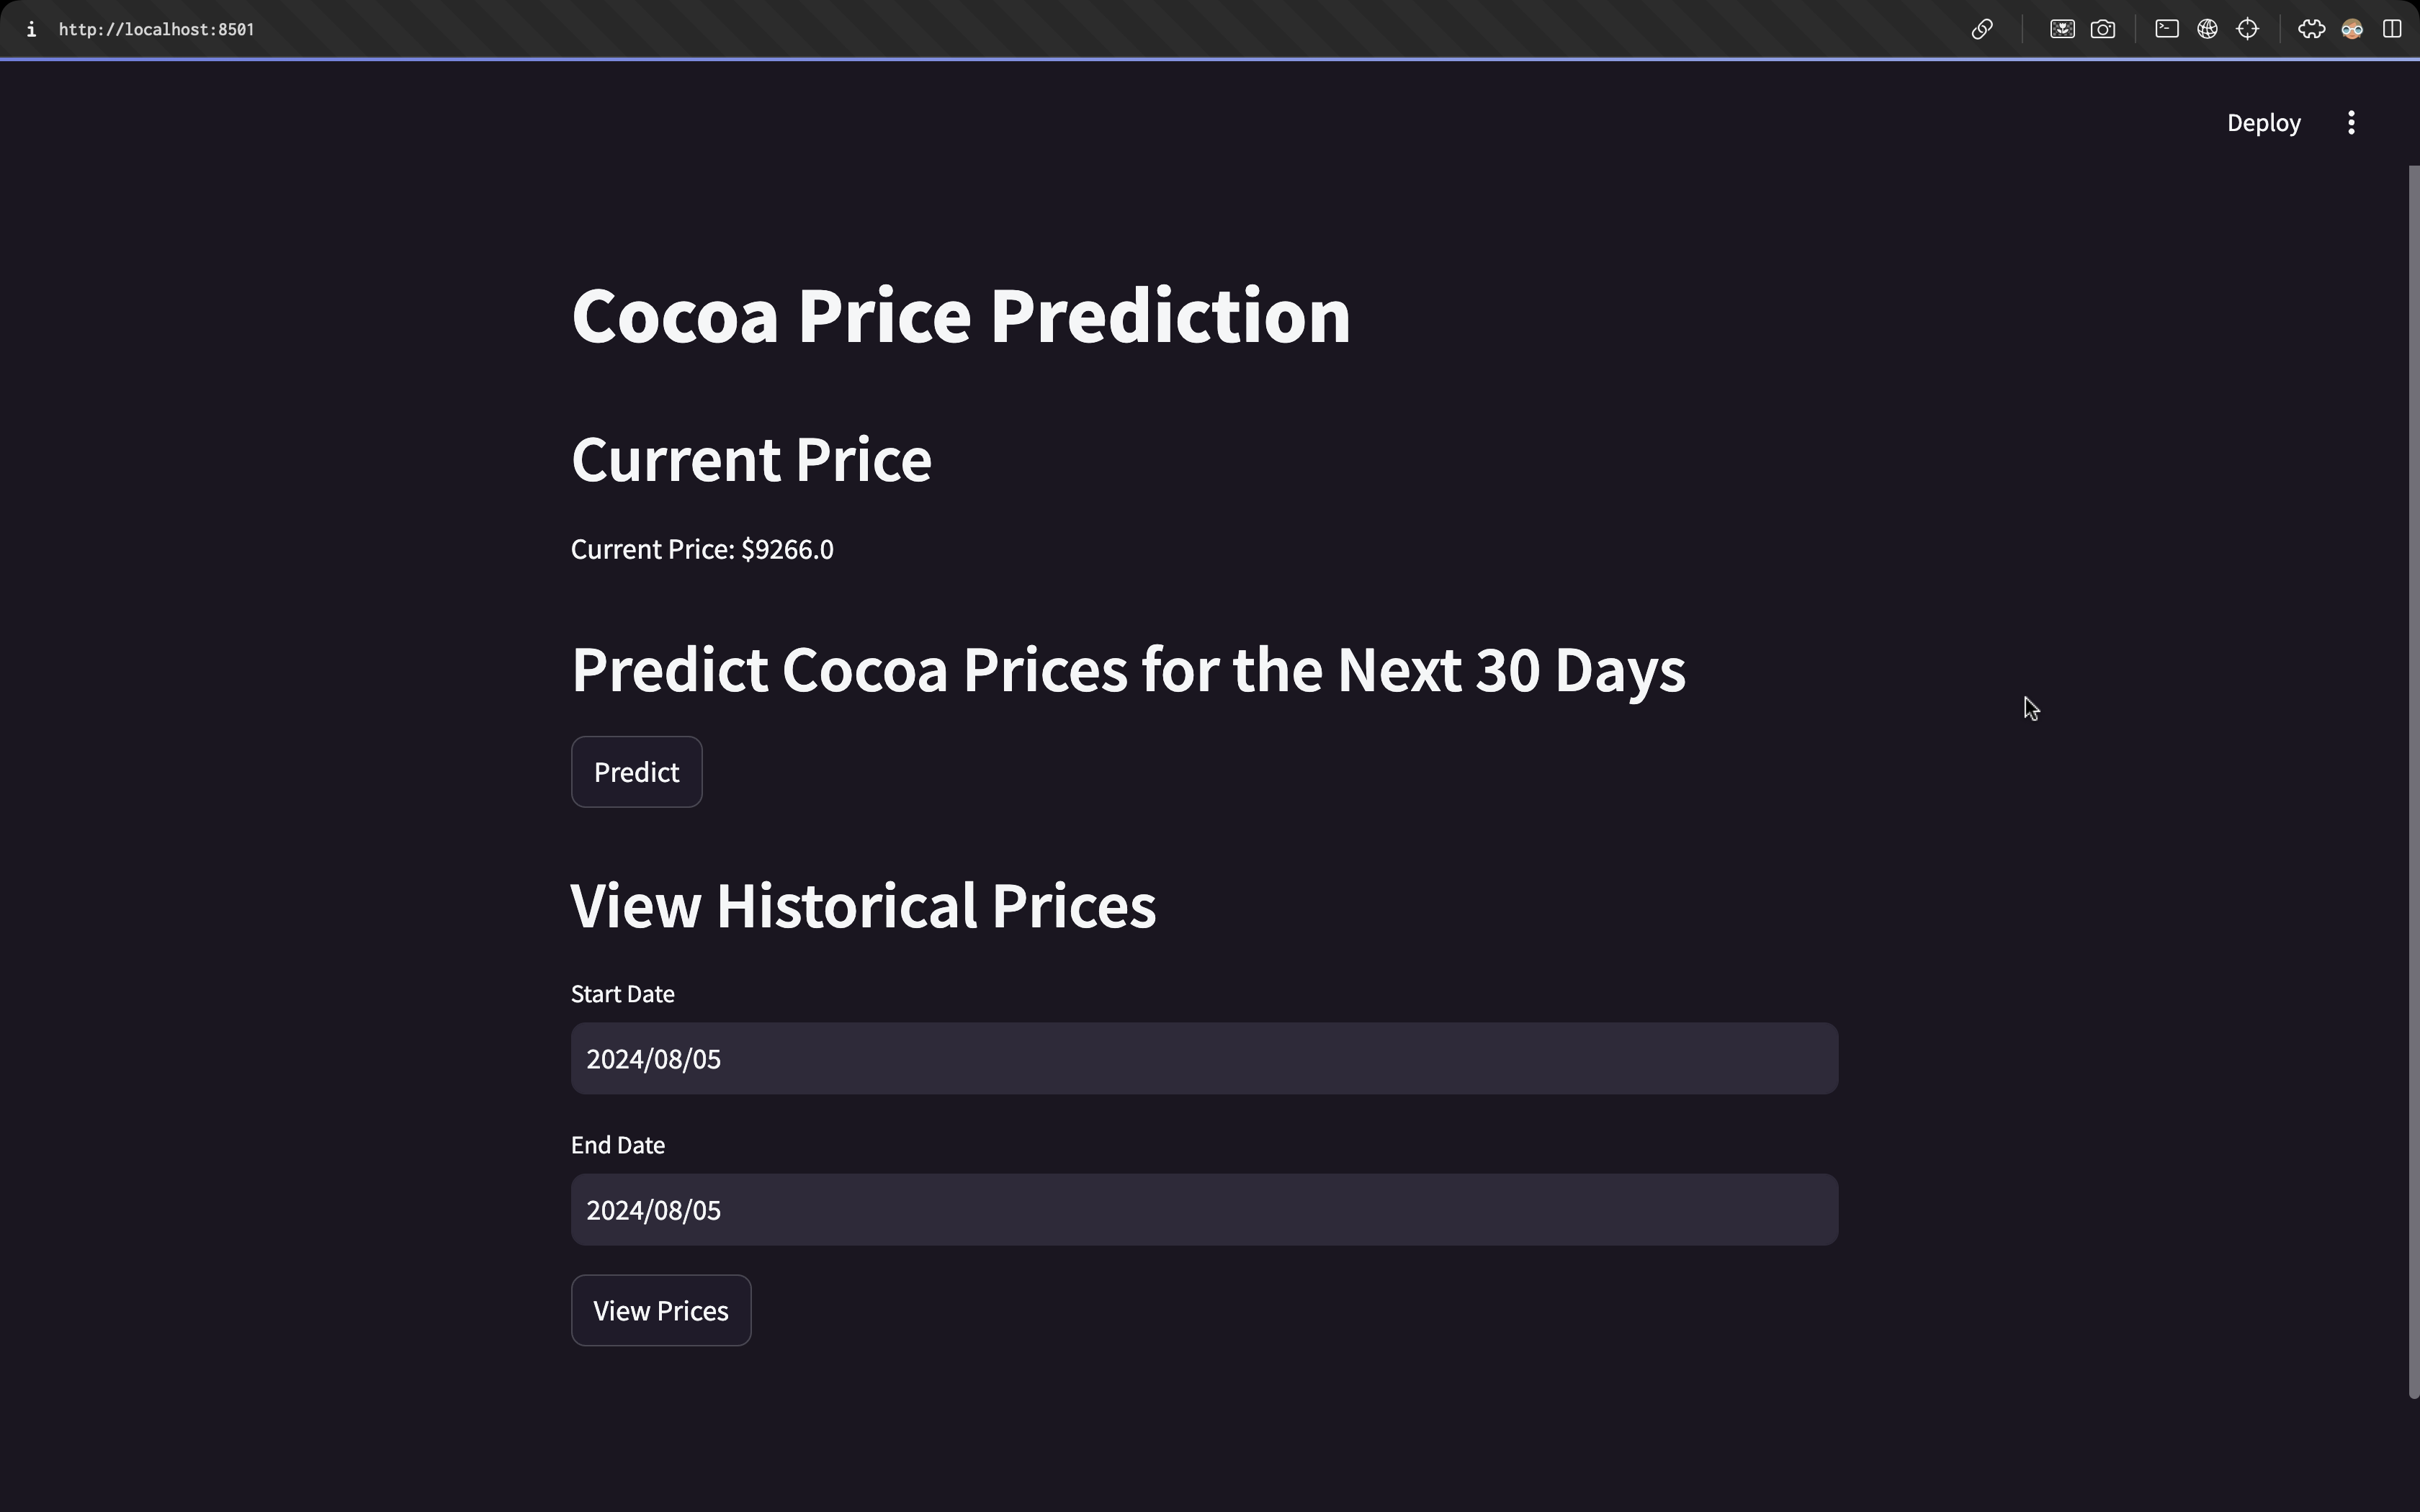 i http://localhost:8501
Deploy
Cocoa Price Prediction
Current Price
Current Price: $9266.0
Predict Cocoa Prices for the Next 30 Days
Predict
View Historical Prices
Start Date
2024/08/05
End Date
2024/08/05
View Prices